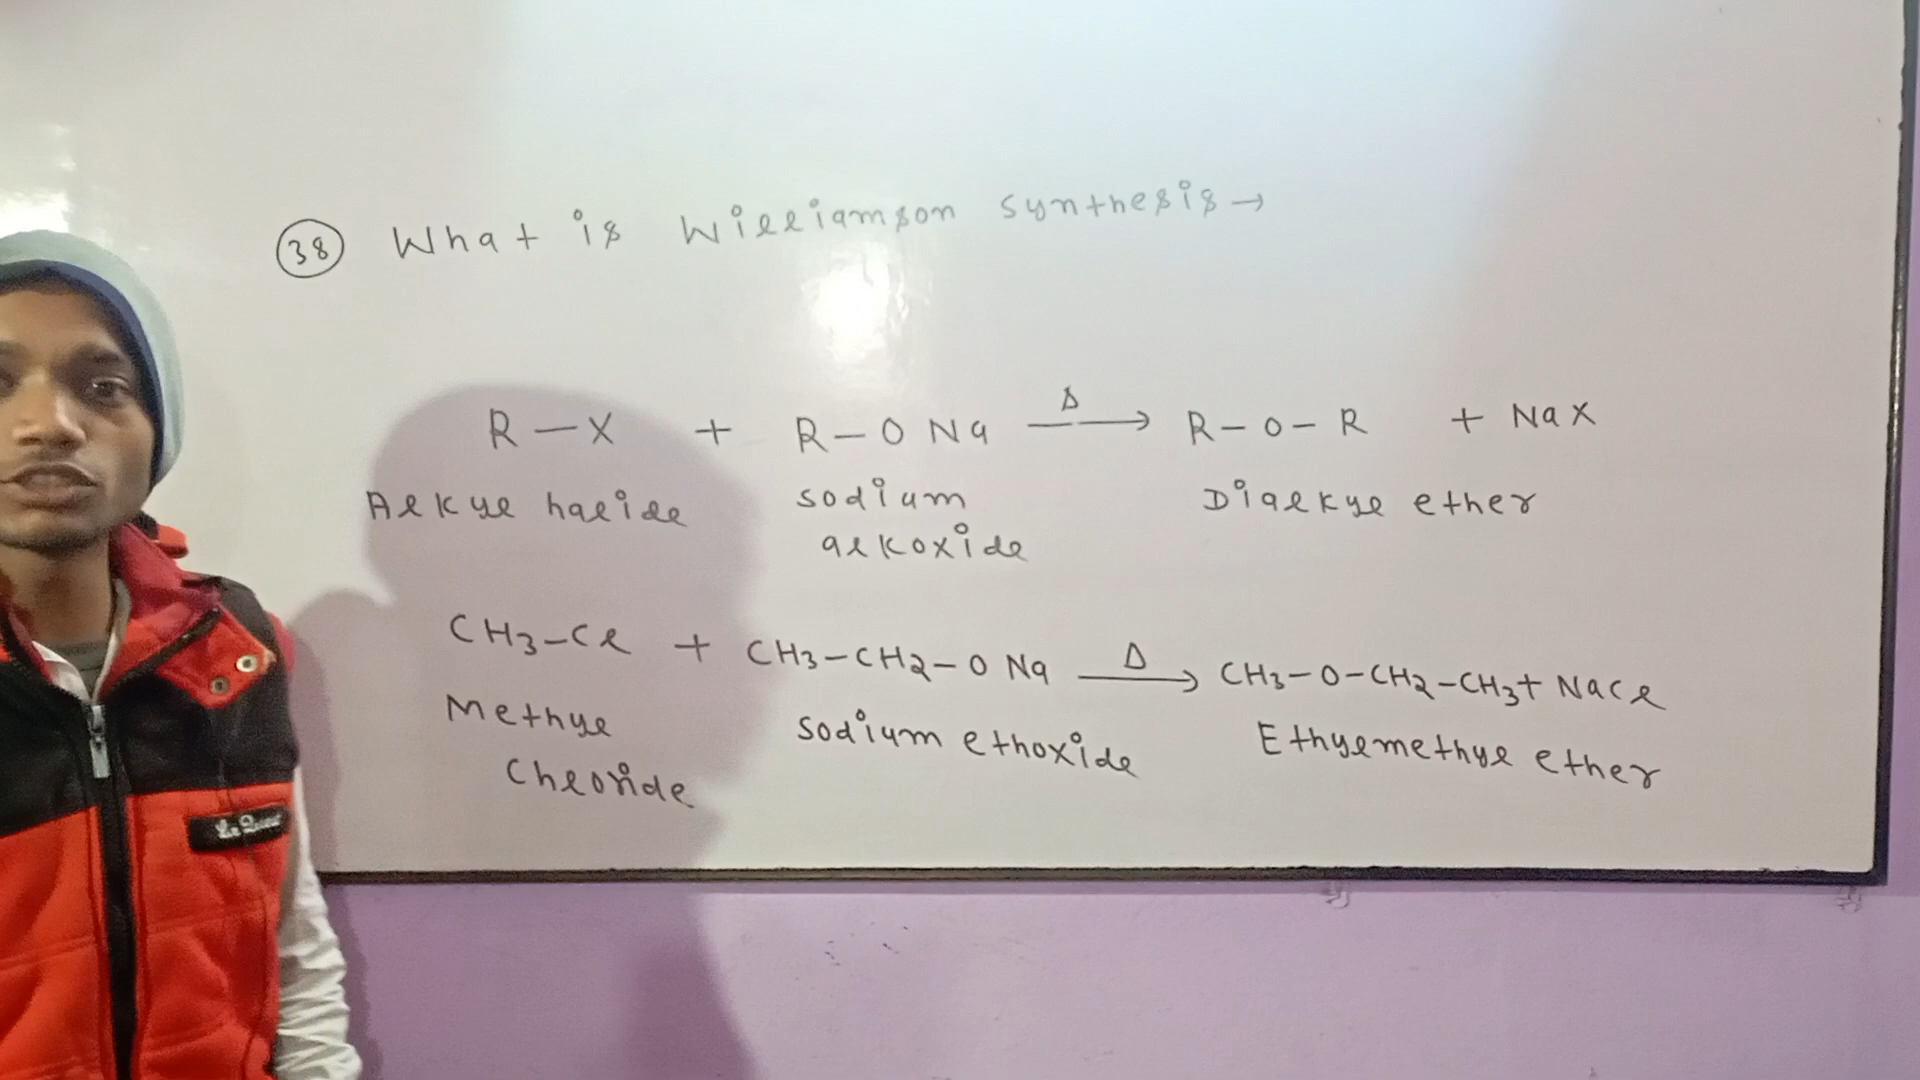 38 What is Williamson synthesis →
R - X + R - O Na Δ→ R - O - R + Na X
Alkyl halide sodium alkoxide Dialkyl ether
CH3-Cl + CH3-CH2-O Na Δ→ CH3-O-CH2-CH3 + NaCl
Methyl Chloride Sodium ethoxide Ethylmethyl ether